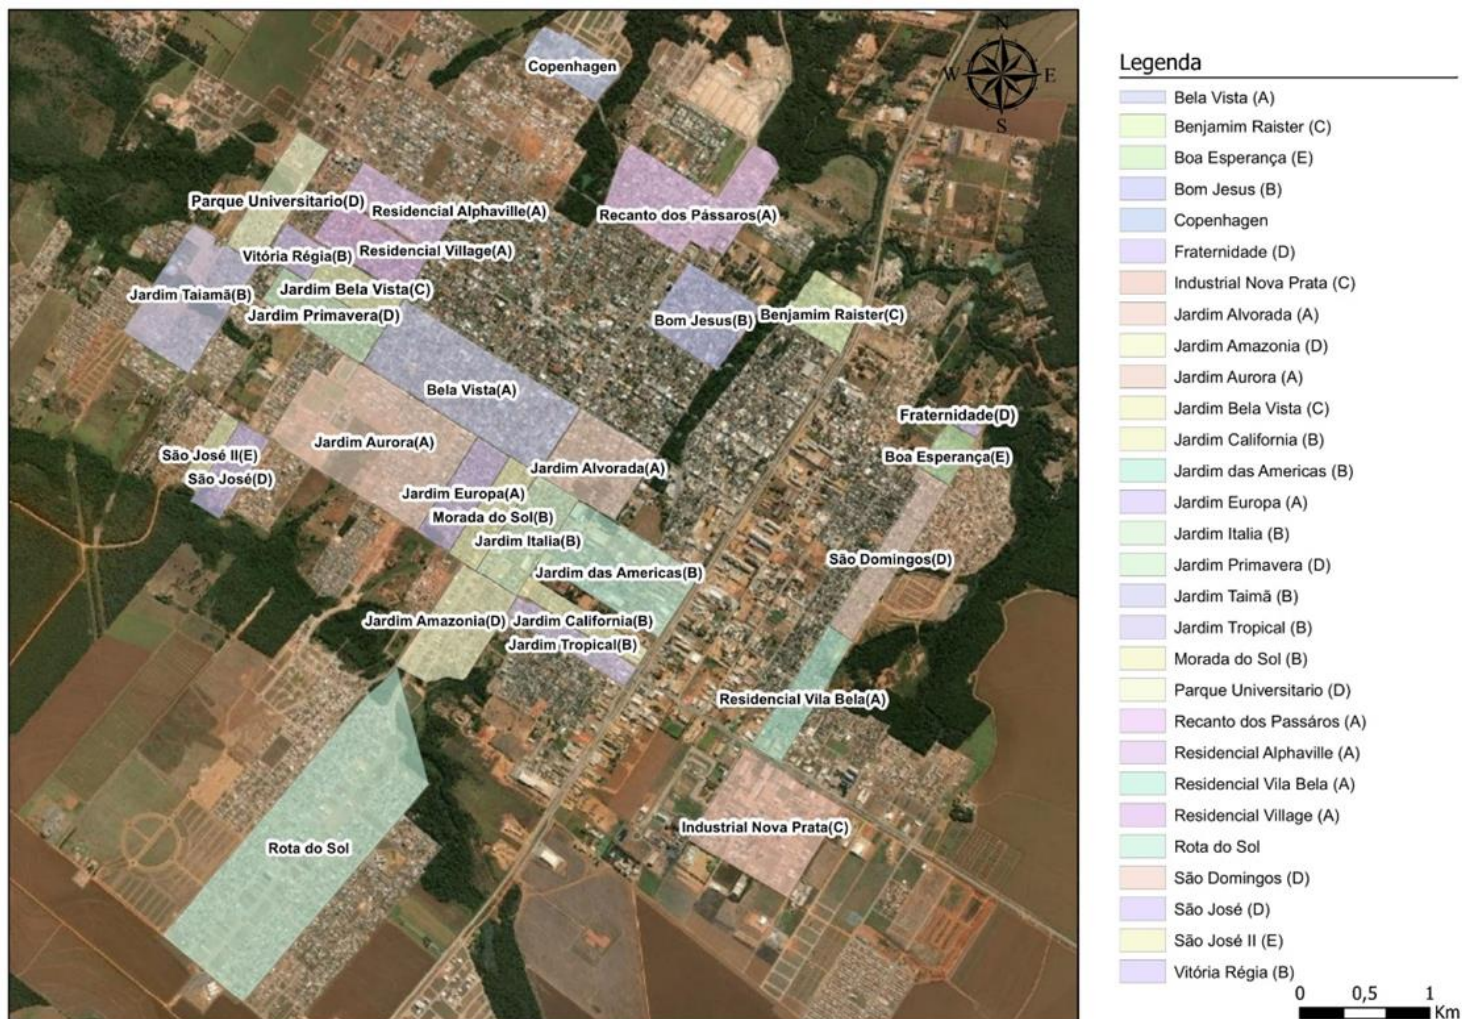 N
W
E
S
Copenhagen
Parque Universitario(D)
Residencial Alphaville(A)
Recanto dos Pássaros(A)
Vitória Régia(B)
Residencial Village(A)
Jardim Taiamã(B)
Jardim Bela Vista(C)
Jardim Primavera(D)
Bom Jesus(B)
Benjamim Raister(C)
Bela Vista(A)
Fraternidade(D)
Jardim Aurora(A)
São José II(E)
Boa Esperança(E)
Jardim Alvorada(A)
São José(D)
Jardim Europa(A)
Morada do Sol(B)
Jardim Italia(B)
São Domingos(D)
Jardim das Americas(B)
Jardim Amazonia(D)
Jardim California(B)
Jardim Tropical(B)
Residencial Vila Bela(A)
Industrial Nova Prata(C)
Rota do Sol
Legenda
Bela Vista (A)
Benjamim Raister (C)
Boa Esperança (E)
Bom Jesus (B)
Copenhagen
Fraternidade (D)
Industrial Nova Prata (C)
Jardim Alvorada (A)
Jardim Amazonia (D)
Jardim Aurora (A)
Jardim Bela Vista (C)
Jardim California (B)
Jardim das Americas (B)
Jardim Europa (A)
Jardim Italia (B)
Jardim Primavera (D)
Jardim Taimã (B)
Jardim Tropical (B)
Morada do Sol (B)
Parque Universitario (D)
Recanto dos Passáros (A)
Residencial Alphaville (A)
Residencial Vila Bela (A)
Residencial Village (A)
Rota do Sol
São Domingos (D)
São José (D)
São José II (E)
Vitória Régia (B)
0 0,5 1
Km